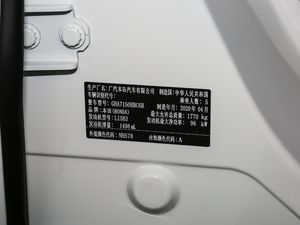 生产厂名：广汽本田汽车有限公司 制造国：中华人民共和国
车辆识别代号： 乘坐人数：5
整车型号：GHA7150HBC6B 制造年月：2020年04月
品牌：本田(HONDA) 最大允许总质量：1770 kg
发动机型号：L15B3 发动机最大净功率：96 kW
发动机排量：1498 mL
外观颜色代码：NH578 内饰颜色代码：A